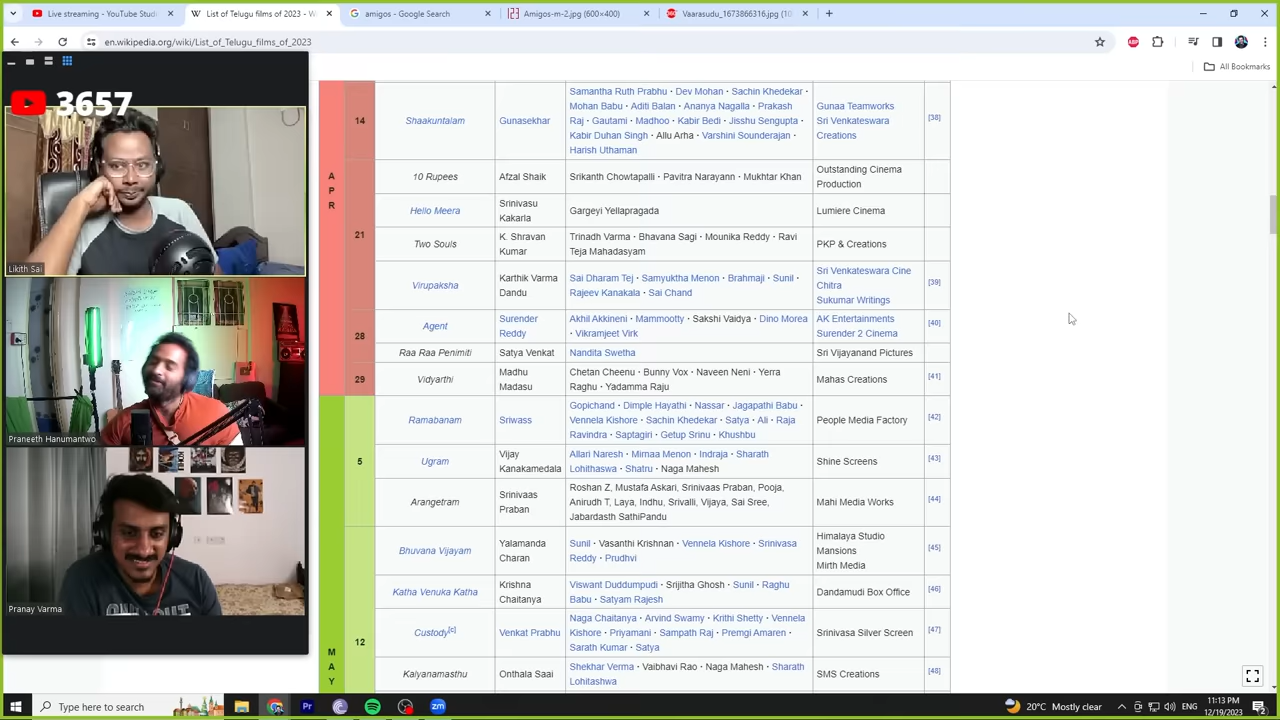 Live streaming - YouTube Studi
List of Telugu films of 2023 - W
amigos - Google Search
Amigos-m-2.jpg (600×400)
Vaarasudu_1673866316.jpg (10
en.wikipedia.org/wiki/List_of_Telugu_films_of_2023
All Bookmarks
3657
Likith Sai
Praneeth Hanumantwo
Pranay Varma
A
P
R
14
Shaakuntalam
Gunasekhar
Samantha Ruth Prabhu · Dev Mohan · Sachin Khedekar ·
Mohan Babu · Aditi Balan · Ananya Nagalla · Prakash
Raj · Gautami · Madhoo · Kabir Bedi · Jisshu Sengupta ·
Kabir Duhan Singh · Allu Arha · Varshini Sounderajan ·
Harish Uthaman
Gunaa Teamworks
Sri Venkateswara
Creations
[38]
21
10 Rupees
Afzal Shaik
Srikanth Chowtapalli · Pavitra Narayann · Mukhtar Khan
Outstanding Cinema
Production
Hello Meera
Srinivasu
Kakarla
Gargeyi Yellapragada
Lumiere Cinema
Two Souls
K. Shravan
Kumar
Trinadh Varma · Bhavana Sagi · Mounika Reddy · Ravi
Teja Mahadasyam
PKP & Creations
Virupaksha
Karthik Varma
Dandu
Sai Dharam Tej · Samyuktha Menon · Brahmaji · Sunil ·
Rajeev Kanakala · Sai Chand
Sri Venkateswara Cine
Chitra
Sukumar Writings
[39]
28
Agent
Surender
Reddy
Akhil Akkineni · Mammootty · Sakshi Vaidya · Dino Morea
· Vikramjeet Virk
AK Entertainments
Surender 2 Cinema
[40]
Raa Raa Penimiti
Satya Venkat
Nandita Swetha
Sri Vijayanand Pictures
29
Vidyarthi
Madhu
Madasu
Chetan Cheenu · Bunny Vox · Naveen Neni · Yerra
Raghu · Yadamma Raju
Mahas Creations
[41]
M
A
Y
5
Ramabanam
Sriwass
Gopichand · Dimple Hayathi · Nassar · Jagapathi Babu ·
Vennela Kishore · Sachin Khedekar · Satya · Ali · Raja
Ravindra · Saptagiri · Getup Srinu · Khushbu
People Media Factory
[42]
Ugram
Vijay
Kanakamedala
Allari Naresh · Mirnaa Menon · Indraja · Sharath
Lohithaswa · Shatru · Naga Mahesh
Shine Screens
[43]
Arangetram
Srinivaas
Praban
Roshan Z, Mustafa Askari, Srinivaas Praban, Pooja,
Anirudh T, Laya, Indhu, Srivalli, Vijaya, Sai Sree,
Jabardasth SathiPandu
Mahi Media Works
[44]
12
Bhuvana Vijayam
Yalamanda
Charan
Sunil · Vasanthi Krishnan · Vennela Kishore · Srinivasa
Reddy · Prudhvi
Himalaya Studio
Mansions
Mirth Media
[45]
Katha Venuka Katha
Krishna
Chaitanya
Viswant Duddumpudi · Srijitha Ghosh · Sunil · Raghu
Babu · Satyam Rajesh
Dandamudi Box Office
[46]
Custody[c]
Venkat Prabhu
Naga Chaitanya · Arvind Swamy · Krithi Shetty · Vennela
Kishore · Priyamani · Sampath Raj · Premgi Amaren ·
Sarath Kumar · Satya
Srinivasa Silver Screen
[47]
Kalyanamasthu
Onthala Saai
Shekhar Verma · Vaibhavi Rao · Naga Mahesh · Sharath
Lohitashwa
SMS Creations
[48]
Type here to search
20°C Mostly clear
ENG
11:13 PM
12/19/2023